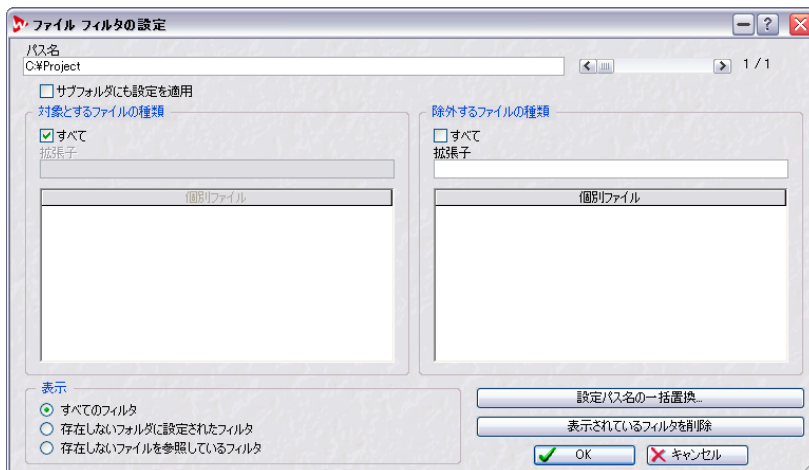 ファイル フィルタの設定
パス名
C:¥Project
1 / 1
サブフォルダにも設定を適用
対象とするファイルの種類
すべて
拡張子
個別ファイル
除外するファイルの種類
すべて
拡張子
個別ファイル
表示
すべてのフィルタ
存在しないフォルダに設定されたフィルタ
存在しないファイルを参照しているフィルタ
設定パス名の一括置換...
表示されているフィルタを削除
OK
キャンセル